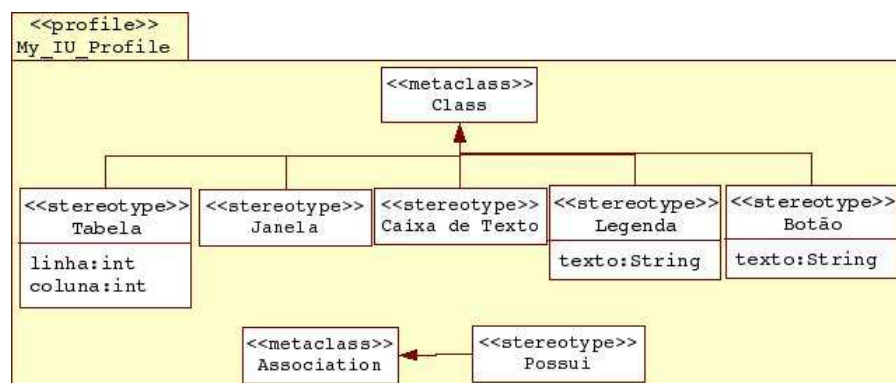 <<profile>>
My_IU_Profile
<<metaclass>>
Class
<<stereotype>>
Tabela
linha:int
coluna:int
<<stereotype>>
Janela
<<stereotype>>
Caixa de Texto
<<stereotype>>
Legenda
texto:String
<<stereotype>>
Botão
texto:String
<<metaclass>>
Association
<<stereotype>>
Possui